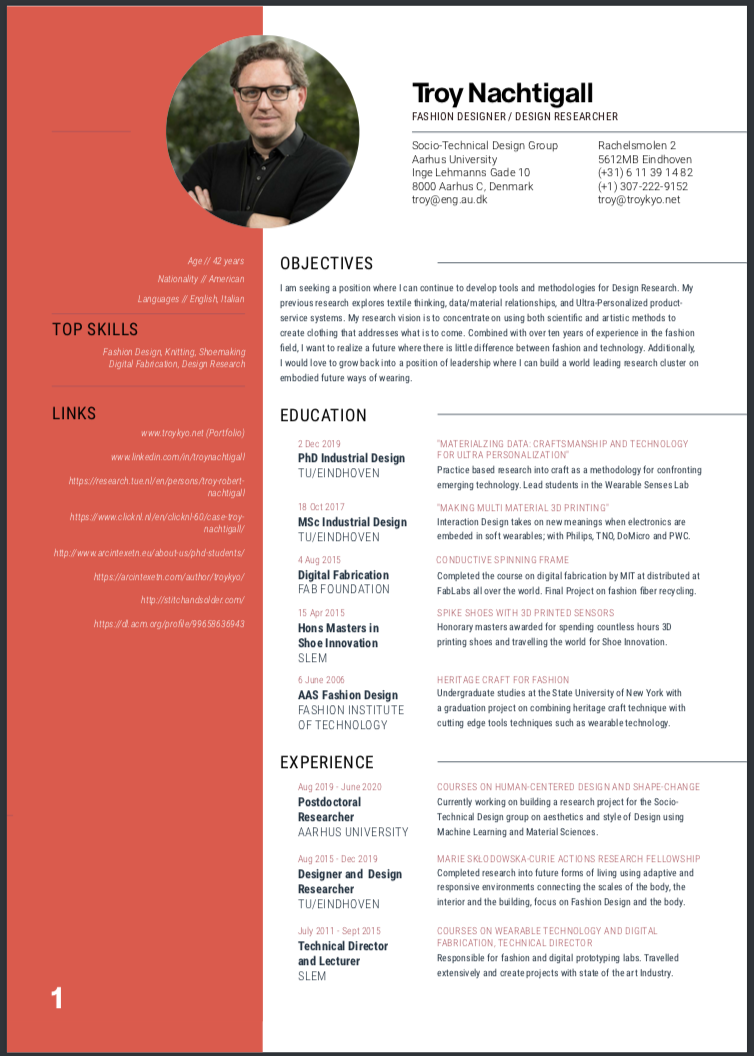 Troy Nachtigall
FASHION DESIGNER / DESIGN RESEARCHER
Socio-Technical Design Group
Aarhus University
Inge Lehmanns Gade 10
8000 Aarhus C, Denmark
troy@eng.au.dk
Rachelsmolen 2
5612MB Eindhoven
(+31) 6 11 39 14 82
(+1) 307-222-9152
troy@troykyo.net
Age // 42 years
Nationality // American
Languages // English, Italian
TOP SKILLS
Fashion Design, Knitting, Shoemaking
Digital Fabrication, Design Research
LINKS
www.troykyo.net (Portfolio)
www.linkedin.com/in/troynachtigall
https://research.tue.nl/en/persons/troy-robert-
nachtigall
https://www.clicknl.nl/en/clicknl-60/case-troy-
nachtigall/
http://www.arcintexetn.eu/about-us/phd-students/
https://arcintexetn.com/author/troykyo/
http://stitchandsolder.com/
https://dl.acm.org/profile/99658636943
1
OBJECTIVES
I am seeking a position where I can continue to develop tools and methodologies for Design Research. My
previous research explores textile thinking, data/material relationships, and Ultra-Personalized product-
service systems. My research vision is to concentrate on using both scientific and artistic methods to
create clothing that addresses what is to come. Combined with over ten years of experience in the fashion
field, I want to realize a future where there is little difference between fashion and technology. Additionally,
I would love to grow back into a position of leadership where I can build a world leading research cluster on
embodied future ways of wearing.
EDUCATION
2 Dec 2019
PhD Industrial Design
TU/EINDHOVEN
"MATERIALZING DATA: CRAFTSMANSHIP AND TECHNOLOGY
FOR ULTRA PERSONALIZATION"
Practice based research into craft as a methodology for confronting
emerging technology. Lead students in the Wearable Senses Lab
18 Oct 2017
MSc Industrial Design
TU/EINDHOVEN
"MAKING MULTI MATERIAL 3D PRINTING"
Interaction Design takes on new meanings when electronics are
embeded in soft wearables; with Philips, TNO, DoMicro and PWC.
4 Aug 2015
Digital Fabrication
FAB FOUNDATION
CONDUCTIVE SPINNING FRAME
Completed the course on digital fabrication by MIT at distributed at
FabLabs all over the world. Final Project on fashion fiber recycling.
15 Apr 2015
Hons Masters in
Shoe Innovation
SLEM
SPIKE SHOES WITH 3D PRINTED SENSORS
Honorary masters awarded for spending countless hours 3D
printing shoes and travelling the world for Shoe Innovation.
6 June 2006
AAS Fashion Design
FASHION INSTITUTE
OF TECHNOLOGY
HERITAGE CRAFT FOR FASHION
Undergraduate studies at the State University of New York with
a graduation project on combining heritage craft technique with
cutting edge tools techniques such as wearable technology.
EXPERIENCE
Aug 2019 - June 2020
Postdoctoral
Researcher
AARHUS UNIVERSITY
COURSES ON HUMAN-CENTERED DESIGN AND SHAPE-CHANGE
Currently working on building a research project for the Socio-
Technical Design group on aesthetics and style of Design using
Machine Learning and Material Sciences.
Aug 2015 - Dec 2019
Designer and Design
Researcher
TU/EINDHOVEN
MARIE SKŁODOWSKA-CURIE ACTIONS RESEARCH FELLOWSHIP
Completed research into future forms of living using adaptive and
responsive environments connecting the scales of the body, the
interior and the building, focus on Fashion Design and the body.
July 2011 - Sept 2015
Technical Director
and Lecturer
SLEM
COURSES ON WEARABLE TECHNOLOGY AND DIGITAL
FABRICATION, TECHNICAL DIRECTOR
Responsible for fashion and digital prototyping labs. Travelled
extensively and create projects with state of the art Industry.